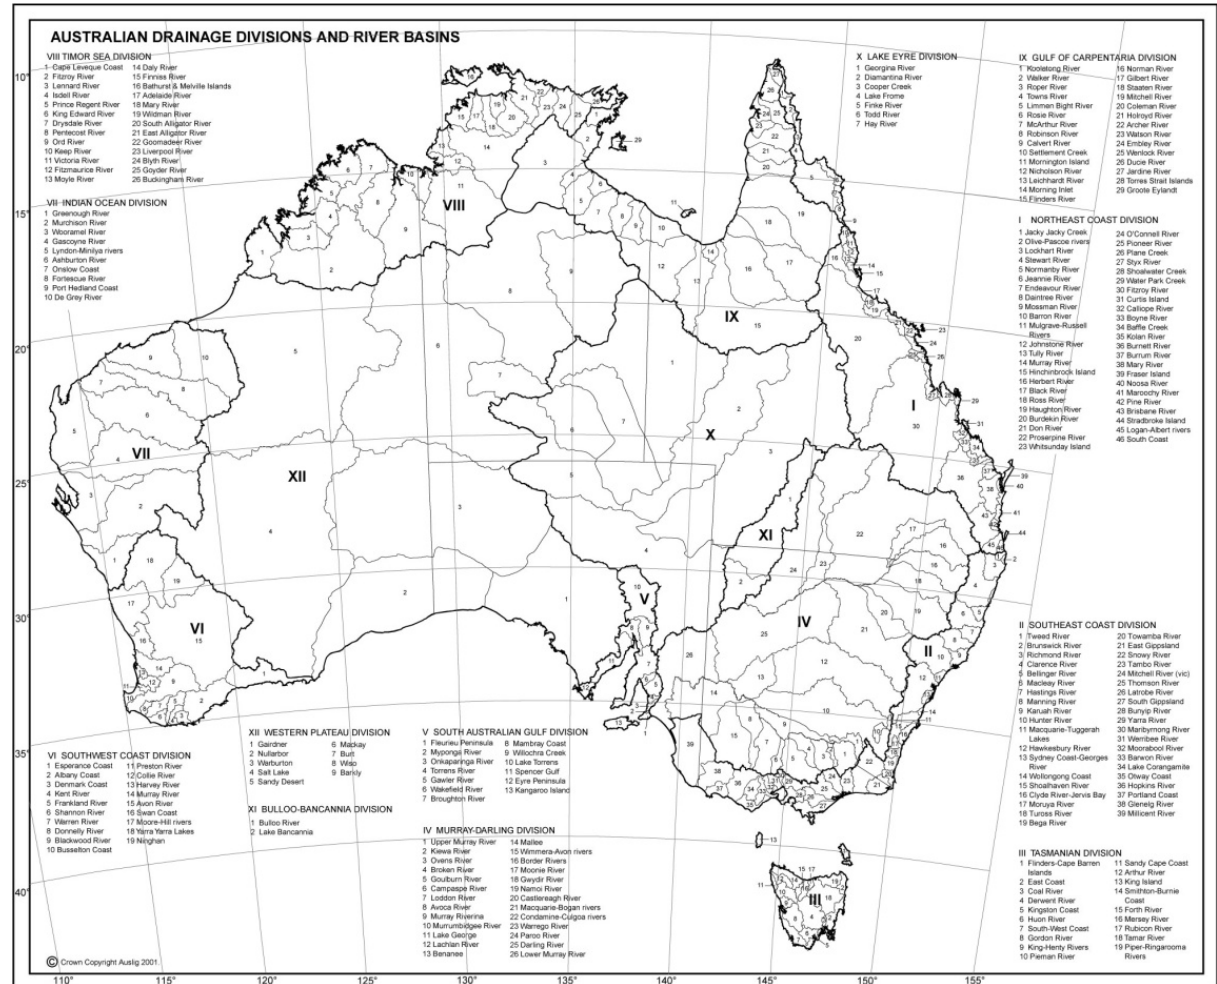 AUSTRALIAN DRAINAGE DIVISIONS AND RIVER BASINS
VIII TIMOR SEA DIVISION
1 Cape Leveque Coast
2 Fitzroy River
3 Lennard River
4 Isdell River
5 Prince Regent River
6 King Edward River
7 Drysdale River
8 Pentecost River
9 Ord River
10 Keep River
11 Victoria River
12 Fitzmaurice River
13 Moyle River
14 Daly River
15 Finniss River
16 Bathurst & Melville Islands
17 Adelaide River
18 Mary River
19 Wildman River
20 South Alligator River
21 East Alligator River
22 Goomadeer River
23 Liverpool River
24 Blyth River
25 Goyder River
26 Buckingham River
VII INDIAN OCEAN DIVISION
1 Greenough River
2 Murchison River
3 Wooramel River
4 Gascoyne River
5 Lyndon-Minilya rivers
6 Ashburton River
7 Onslow Coast
8 Fortescue River
9 Port Hedland Coast
10 De Grey River
X LAKE EYRE DIVISION
1 Georgina River
2 Diamantina River
3 Cooper Creek
4 Lake Frome
5 Finke River
6 Todd River
7 Hay River
IX GULF OF CARPENTARIA DIVISION
1 Koolatong River
2 Walker River
3 Roper River
4 Towns River
5 Limmen Bight River
6 Rosie River
7 McArthur River
8 Robinson River
9 Calvert River
10 Settlement Creek
11 Mornington Island
12 Nicholson River
13 Leichhardt River
14 Morning Inlet
15 Flinders River
16 Norman River
17 Gilbert River
18 Staaten River
19 Mitchell River
20 Coleman River
21 Holroyd River
22 Archer River
23 Watson River
24 Embley River
25 Wenlock River
26 Ducie River
27 Jardine River
28 Torres Strait Islands
29 Groote Eylandt
I NORTHEAST COAST DIVISION
1 Jacky Jacky Creek
2 Olive-Pascoe rivers
3 Lockhart River
4 Stewart River
5 Normanby River
6 Jeannie River
7 Endeavour River
8 Daintree River
9 Mossman River
10 Barron River
11 Mulgrave-Russell
Rivers
12 Johnstone River
13 Tully River
14 Murray River
15 Hinchinbrock Island
16 Herbert River
17 Black River
18 Ross River
19 Haughton River
20 Burdekin River
21 Don River
22 Proserpine River
23 Whitsunday Island
24 O'Connell River
25 Pioneer River
26 Plane Creek
27 Styx River
28 Shoalwater Creek
29 Water Park Creek
30 Fitzroy River
31 Curtis Island
32 Calliope River
33 Boyne River
34 Baffle Creek
35 Kolan River
36 Burnett River
37 Burrum River
38 Mary River
39 Fraser Island
40 Noosa River
41 Maroochy River
42 Pine River
43 Brisbane River
44 Stradbroke Island
45 Logan-Albert rivers
46 South Coast
II SOUTHEAST COAST DIVISION
1 Tweed River
2 Brunswick River
3 Richmond River
4 Clarence River
5 Bellinger River
6 Macleay River
7 Hastings River
8 Manning River
9 Karuah River
10 Hunter River
11 Macquarie-Tuggerah
Lakes
12 Hawkesbury River
13 Sydney Coast-Georges
River
14 Wollongong Coast
15 Shoalhaven River
16 Clyde River-Jervis Bay
17 Moruya River
18 Tuross River
19 Bega River
20 Towamba River
21 East Gippsland
22 Snowy River
23 Tambo River
24 Mitchell River (vic)
25 Thomson River
26 Latrobe River
27 South Gippsland
28 Bunyip River
29 Yarra River
30 Maribyrnong River
31 Werribee River
32 Moorabool River
33 Barwon River
34 Lake Corangamite
35 Otway Coast
36 Hopkins River
37 Portland Coast
38 Glenelg River
39 Millicent River
III TASMANIAN DIVISION
1 Flinders-Cape Barren
Islands
2 East Coast
3 Coal River
4 Derwent River
5 Kingston Coast
6 Huon River
7 South-West Coast
8 Gordon River
9 King-Henty Rivers
10 Pieman River
11 Sandy Cape Coast
12 Arthur River
13 King Island
14 Smithton-Burnie
Coast
15 Forth River
16 Mersey River
17 Rubicon River
18 Tamar River
19 Piper-Ringarooma
Rivers
VI SOUTHWEST COAST DIVISION
1 Esperance Coast
2 Albany Coast
3 Denmark Coast
4 Kent River
5 Frankland River
6 Shannon River
7 Warren River
8 Donnelly River
9 Blackwood River
10 Busselton Coast
11 Preston River
12 Collie River
13 Harvey River
14 Murray River
15 Avon River
16 Swan Coast
17 Moore-Hill rivers
18 Yarra Yarra Lakes
19 Ninghan
XII WESTERN PLATEAU DIVISION
1 Gairdner
2 Nullarbor
3 Warburton
4 Salt Lake
5 Sandy Desert
6 Mackay
7 Burt
8 Wiso
9 Barkly
XI BULLOO-BANCANNIA DIVISION
1 Bulloo River
2 Lake Bancannia
V SOUTH AUSTRALIAN GULF DIVISION
1 Fleurieu Peninsula
2 Myponga River
3 Onkaparinga River
4 Torrens River
5 Gawler River
6 Wakefield River
7 Broughton River
8 Mambray Coast
9 Willochra Creek
10 Lake Torrens
11 Spencer Gulf
12 Eyre Peninsula
13 Kangaroo Island
IV MURRAY-DARLING DIVISION
1 Upper Murray River
2 Kiewa River
3 Ovens River
4 Broken River
5 Goulburn River
6 Campaspe River
7 Loddon River
8 Avoca River
9 Murray Riverina
10 Murrumbidgee River
11 Lake George
12 Lachlan River
13 Benanee
14 Mallee
15 Wimmera-Avon rivers
16 Border Rivers
17 Moonie River
18 Gwydir River
19 Namoi River
20 Castlereagh River
21 Macquarie-Bogan rivers
22 Condamine-Culgoa rivers
23 Warrego River
24 Paroo River
25 Darling River
26 Lower Murray River
VIII
IX
I
X
VII
XII
XI
V
VI
IV
II
III
10°
15°
20°
25°
30°
35°
40°
© Crown Copyright Auslig 2001.
110°
115°
120°
125°
130°
135°
140°
145°
150°
155°